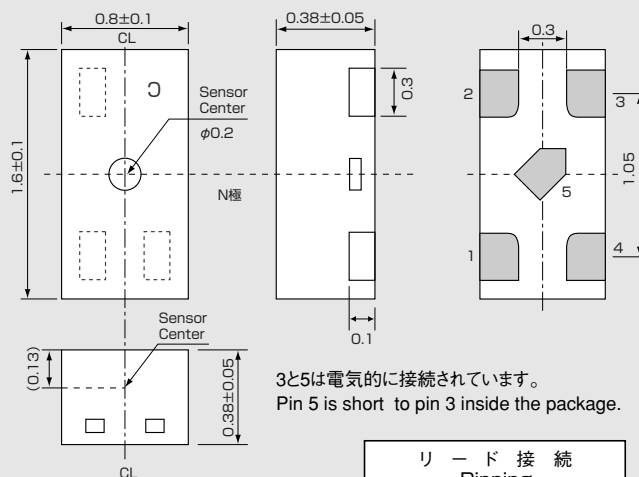 0.8±0.1
CL
0.38±0.05
0.3
Sensor
Center
φ0.2
0.3
2
3
1.6±0.1
N極
5
1.05
1
4
0.1
Sensor
Center
(0.13)
0.38±0.05
CL
3と5は電気的に接続されています。
Pin 5 is short to pin 3 inside the package.
リード接続